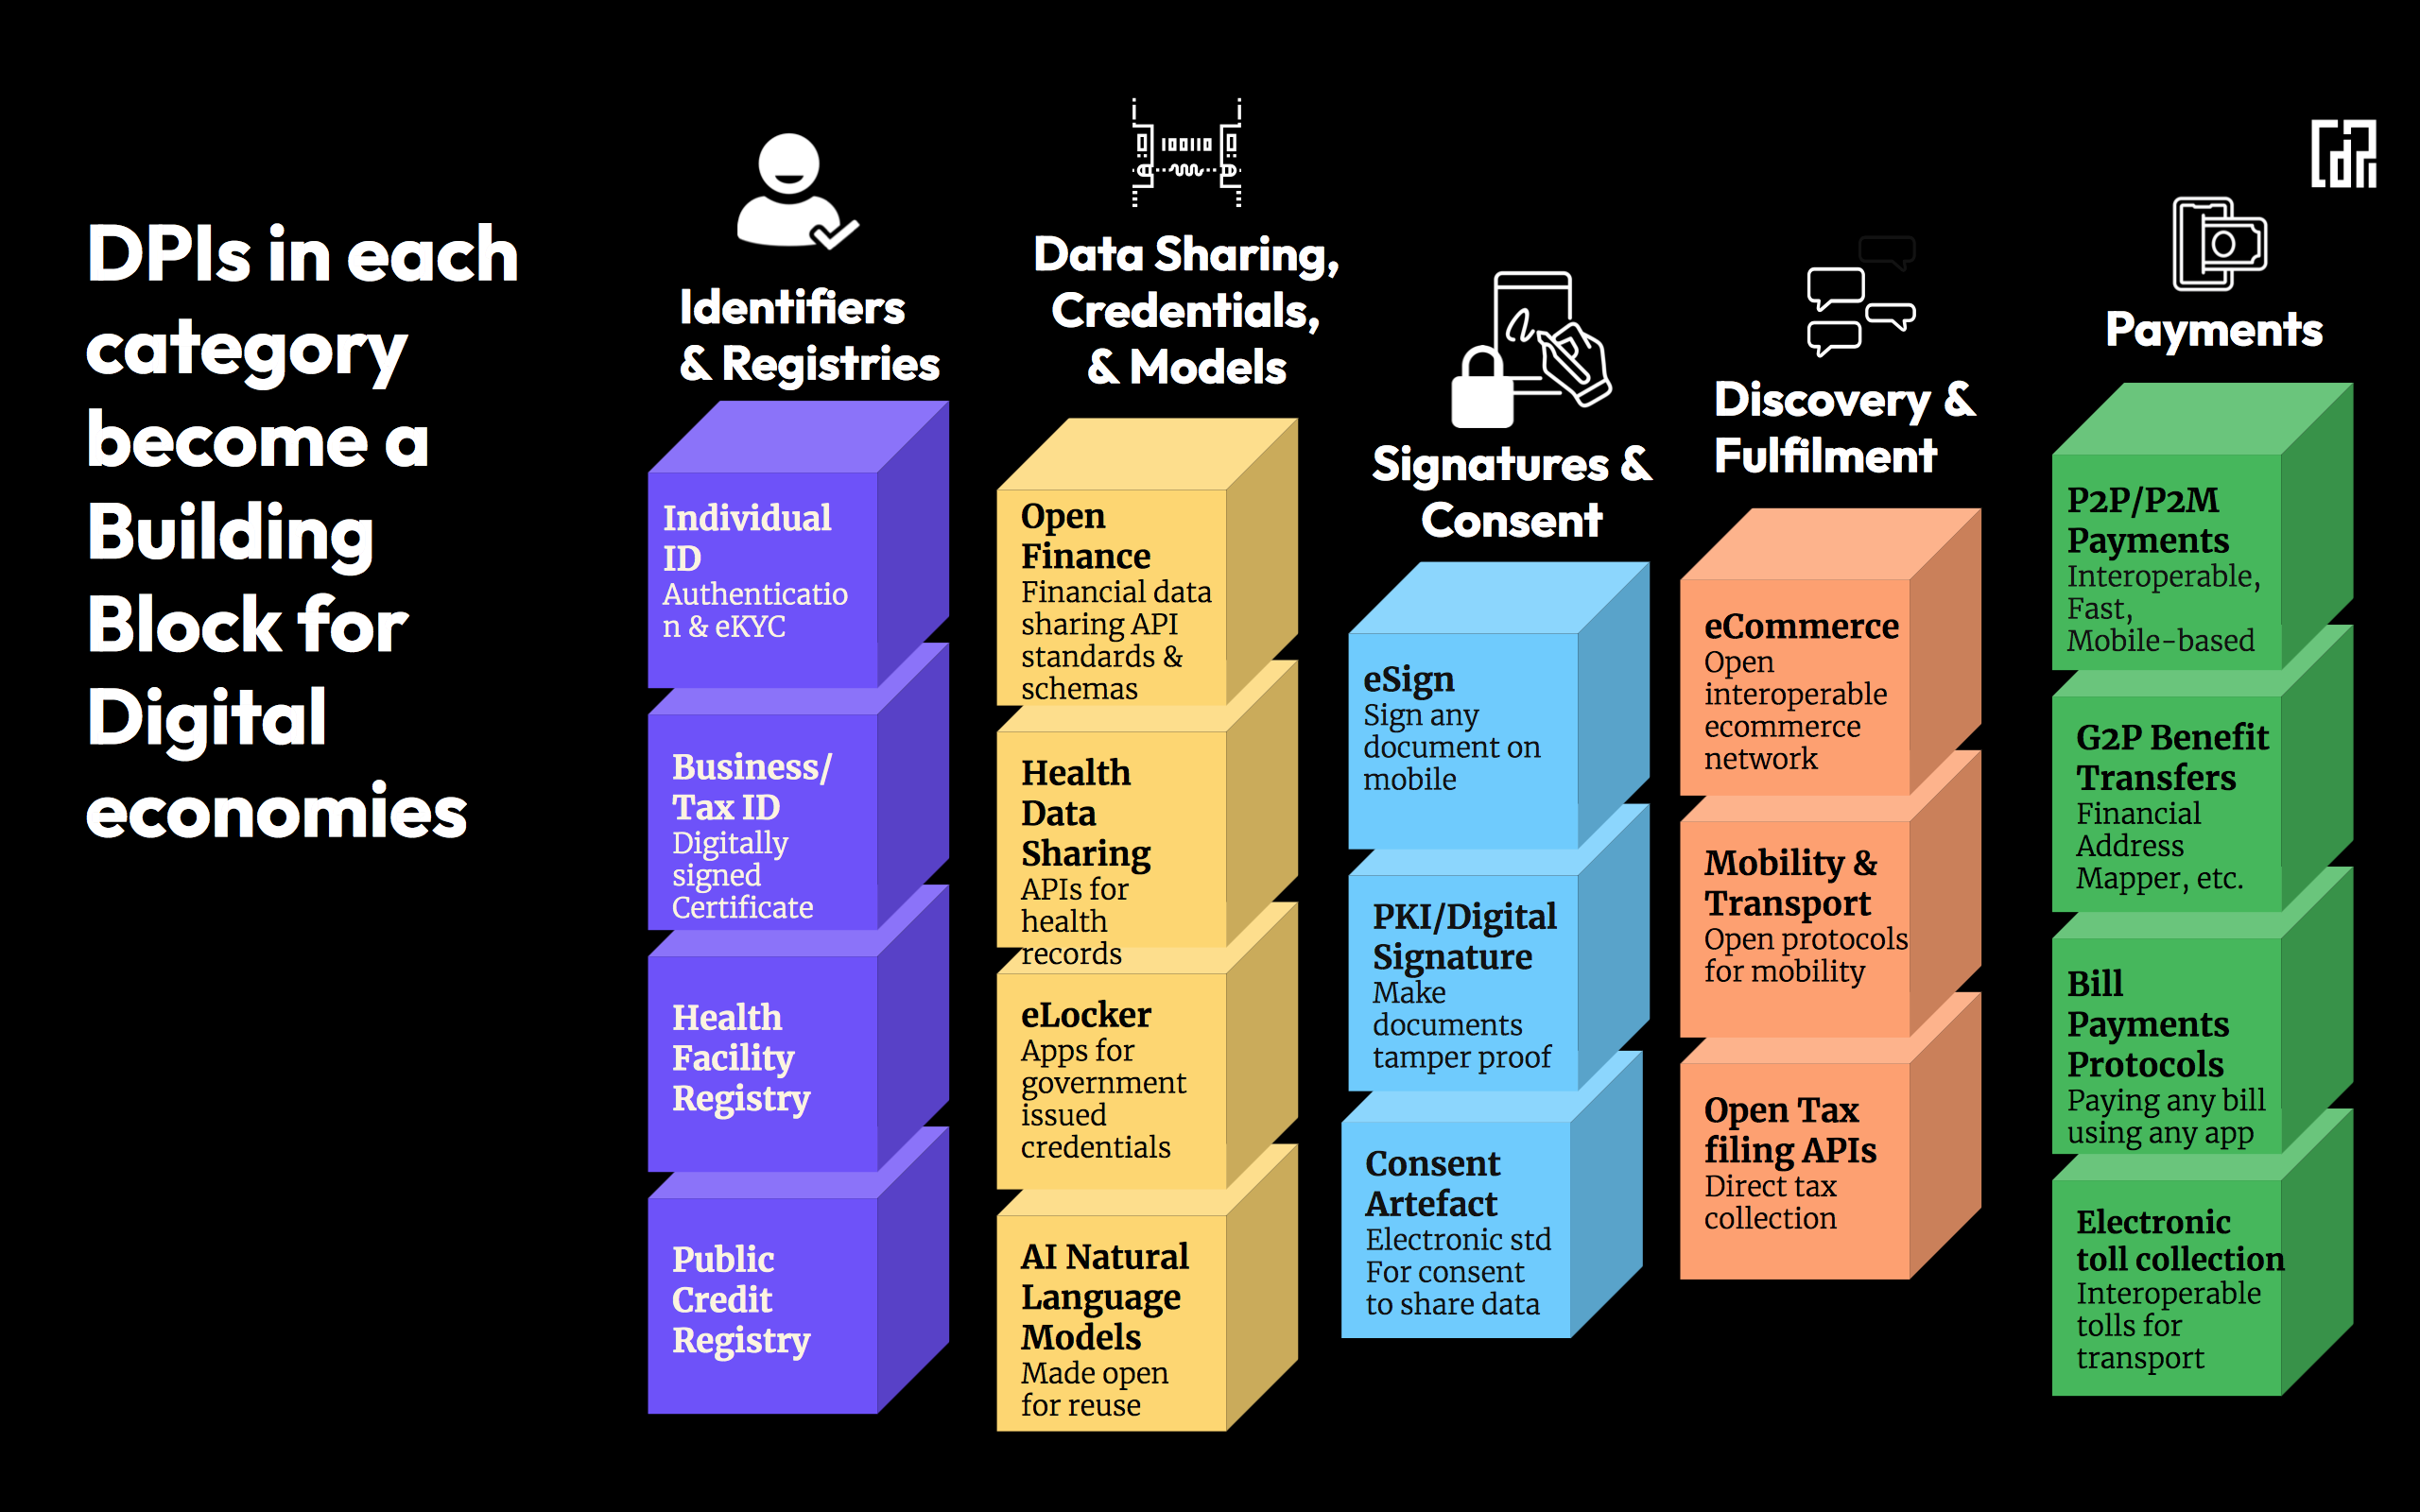 DPIs in each
category
become a
Building
Block for
Digital
economies
Identifiers
& Registries
Individual
ID
Authenticatio
n & eKYC
Business/
Tax ID
Digitally
signed
Certificate
Health
Facility
Registry
Public
Credit
Registry
Data Sharing,
Credentials,
& Models
Open
Finance
Financial data
sharing API
standards &
schemas
Health
Data
Sharing
APIs for
health
records
eLocker
Apps for
government
issued
credentials
AI Natural
Language
Models
Made open
for reuse
Signatures &
Consent
eSign
Sign any
document on
mobile
PKI/Digital
Signature
Make
documents
tamper proof
Consent
Artefact
Electronic std
For consent
to share data
Discovery &
Fulfilment
eCommerce
Open
interoperable
ecommerce
network
Mobility &
Transport
Open protocols
for mobility
Open Tax
filing APIs
Direct tax
collection
Payments
P2P/P2M
Payments
Interoperable,
Fast,
Mobile-based
G2P Benefit
Transfers
Financial
Address
Mapper, etc.
Bill
Payments
Protocols
Paying any bill
using any app
Electronic
toll collection
Interoperable
tolls for
transport